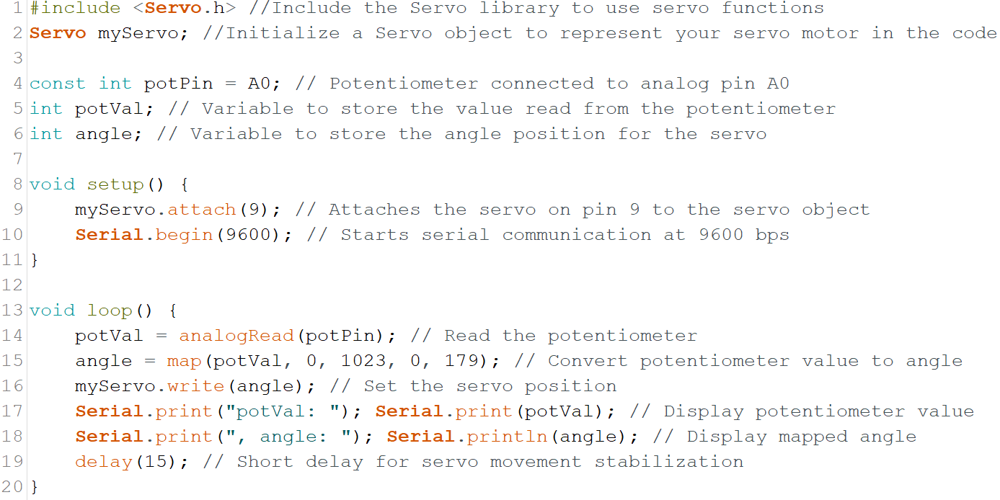 1 #include <Servo.h> //Include the Servo library to use servo functions
2 Servo myServo; //Initialize a Servo object to represent your servo motor in the code
3
4 const int potPin = A0; // Potentiometer connected to analog pin A0
5 int potVal; // Variable to store the value read from the potentiometer
6 int angle; // Variable to store the angle position for the servo
7
8 void setup() {
9     myServo.attach(9); // Attaches the servo on pin 9 to the servo object
10     Serial.begin(9600); // Starts serial communication at 9600 bps
11 }
12
13 void loop() {
14     potVal = analogRead(potPin); // Read the potentiometer
15     angle = map(potVal, 0, 1023, 0, 179); // Convert potentiometer value to angle
16     myServo.write(angle); // Set the servo position
17     Serial.print("potVal: "); Serial.print(potVal); // Display potentiometer value
18     Serial.print(", angle: "); Serial.println(angle); // Display mapped angle
19     delay(15); // Short delay for servo movement stabilization
20 }